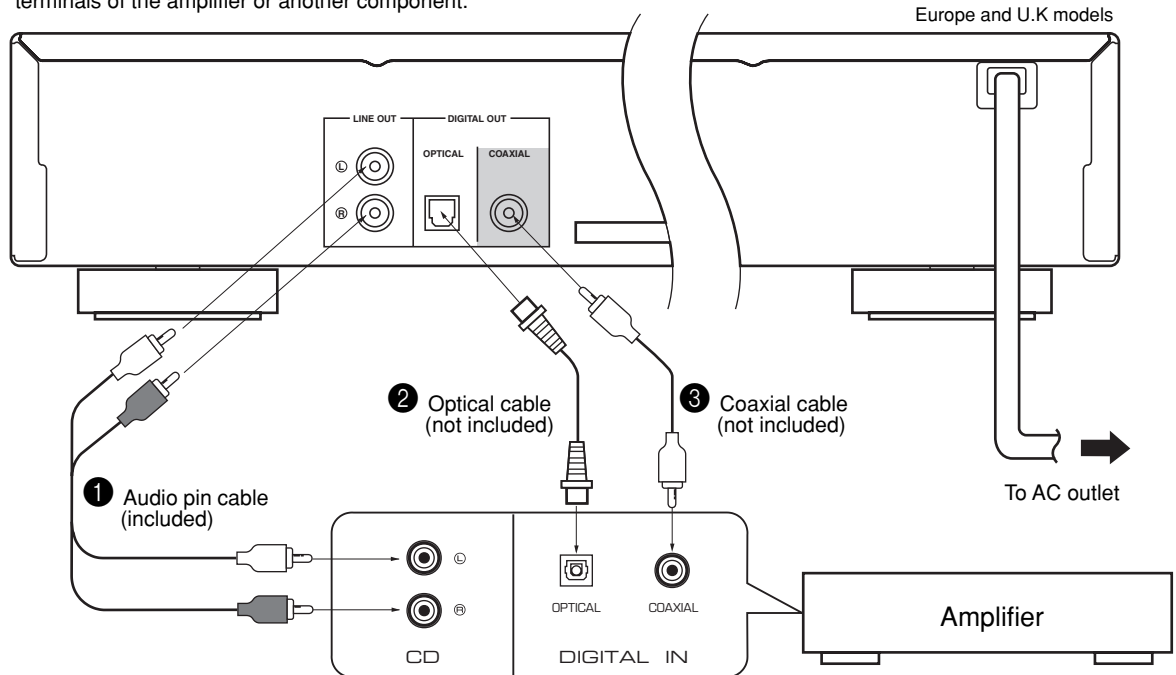 terminals of the amplifier or another component.
Europe and U.K models
LINE OUT
DIGITAL OUT
OPTICAL
COAXIAL
L
R
2 Optical cable
(not included)
3 Coaxial cable
(not included)
To AC outlet
1 Audio pin cable
(included)
L
R
OPTICAL
COAXIAL
CD
DIGITAL IN
Amplifier